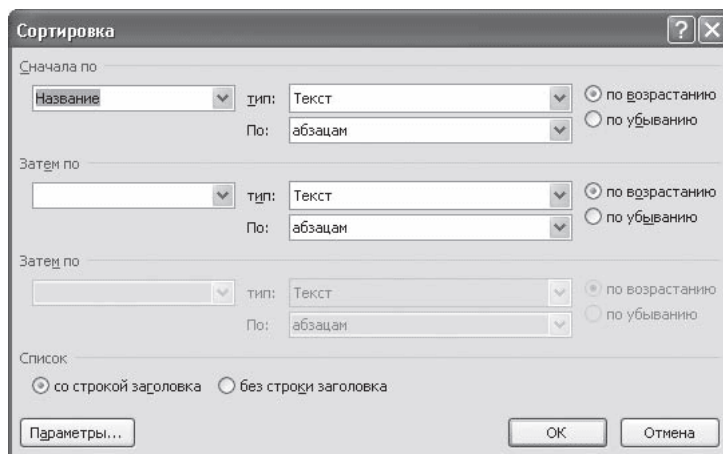 Сортировка
Сначала по
Название тип: Текст по возрастанию
По: абзацам по убыванию
Затем по
тип: Текст по возрастанию
По: абзацам по убыванию
Затем по
тип: Текст по возрастанию
По: абзацам по убыванию
Список
со строкой заголовка без строки заголовка
Параметры... ОК Отмена